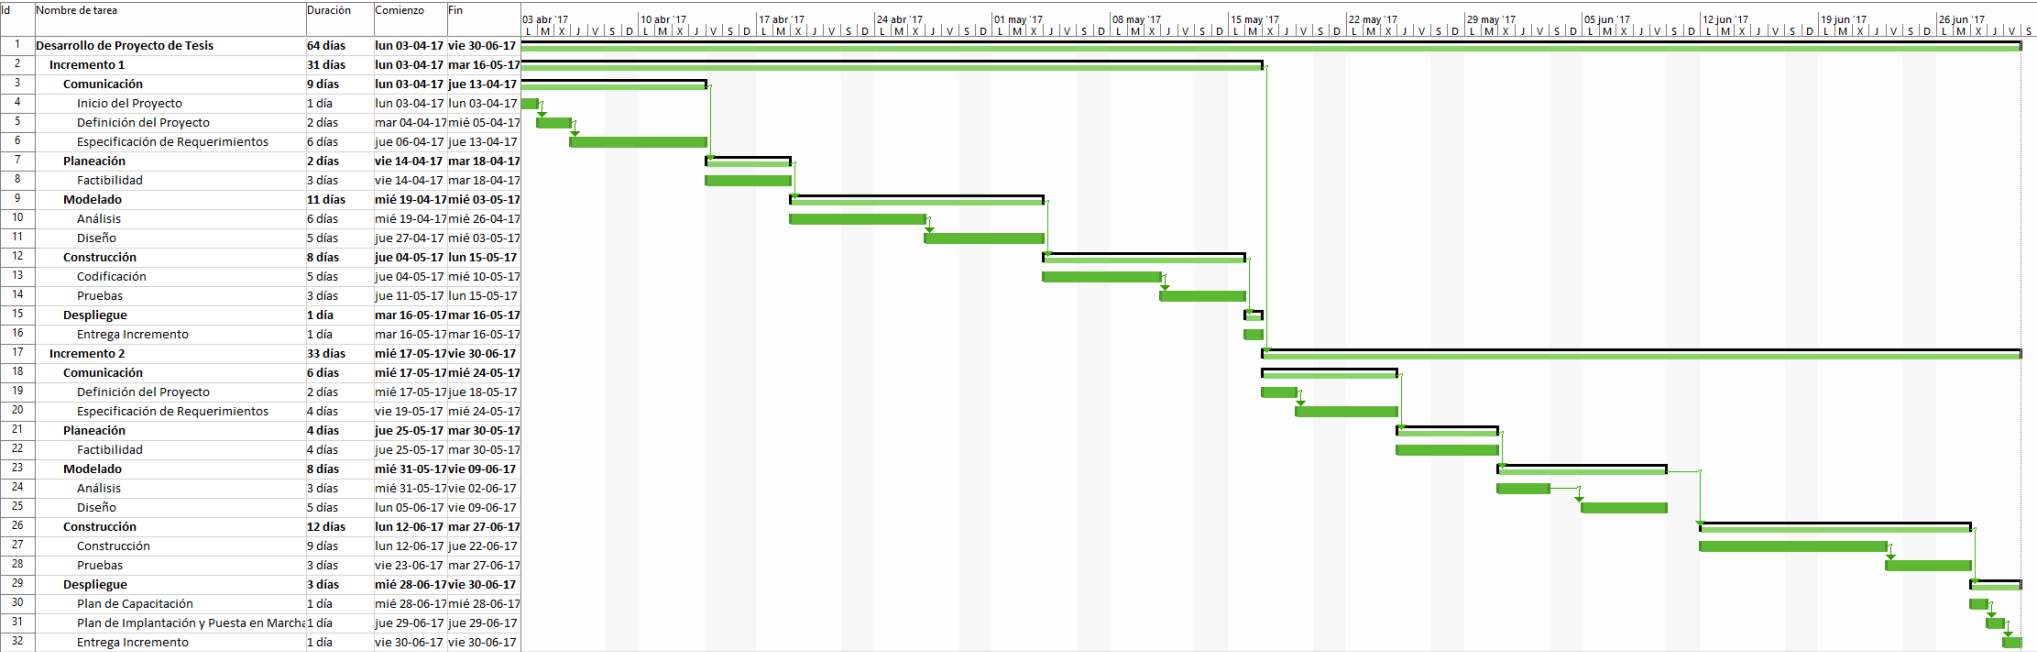 Id Nombre de tarea Duración Comienzo Fin 03 abr '17 10 abr '17 17 abr '17 24 abr '17 01 may '17 08 may '17 15 may '17 22 may '17 29 may '17 05 jun '17 12 jun '17 19 jun '17 26 jun '17
L M X J V S D L M X J V S D L M X J V S D L M X J V S D L M X J V S D L M X J V S D L M X J V S D L M X J V S D L M X J V S D L M X J V S D L M X J V S D L M X J V S D L M X J V S
1 Desarrollo de Proyecto de Tesis 64 días lun 03-04-17 vie 30-06-17
2 Incremento 1 31 días lun 03-04-17 mar 16-05-17
3 Comunicación 9 días lun 03-04-17 jue 13-04-17
4 Inicio del Proyecto 1 día lun 03-04-17 lun 03-04-17
5 Definición del Proyecto 2 días mar 04-04-17 mié 05-04-17
6 Especificación de Requerimientos 6 días jue 06-04-17 jue 13-04-17
7 Planeación 2 días vie 14-04-17 mar 18-04-17
8 Factibilidad 3 días vie 14-04-17 mar 18-04-17
9 Modelado 11 días mié 19-04-17 mié 03-05-17
10 Análisis 6 días mié 19-04-17 mié 26-04-17
11 Diseño 5 días jue 27-04-17 mié 03-05-17
12 Construcción 8 días jue 04-05-17 lun 15-05-17
13 Codificación 5 días jue 04-05-17 mié 10-05-17
14 Pruebas 3 días jue 11-05-17 lun 15-05-17
15 Despliegue 1 día mar 16-05-17 mar 16-05-17
16 Entrega Incremento 1 día mar 16-05-17 mar 16-05-17
17 Incremento 2 33 días mié 17-05-17 vie 30-06-17
18 Comunicación 6 días mié 17-05-17 mié 24-05-17
19 Definición del Proyecto 2 días mié 17-05-17 jue 18-05-17
20 Especificación de Requerimientos 4 días vie 19-05-17 mié 24-05-17
21 Planeación 4 días jue 25-05-17 mar 30-05-17
22 Factibilidad 4 días jue 25-05-17 mar 30-05-17
23 Modelado 8 días mié 31-05-17 vie 09-06-17
24 Análisis 3 días mié 31-05-17 vie 02-06-17
25 Diseño 5 días lun 05-06-17 vie 09-06-17
26 Construcción 12 días lun 12-06-17 mar 27-06-17
27 Construcción 9 días lun 12-06-17 jue 22-06-17
28 Pruebas 3 días vie 23-06-17 mar 27-06-17
29 Despliegue 3 días mié 28-06-17 vie 30-06-17
30 Plan de Capacitación 1 día mié 28-06-17 mié 28-06-17
31 Plan de Implantación y Puesta en Marcha 1 día jue 29-06-17 jue 29-06-17
32 Entrega Incremento 1 día vie 30-06-17 vie 30-06-17